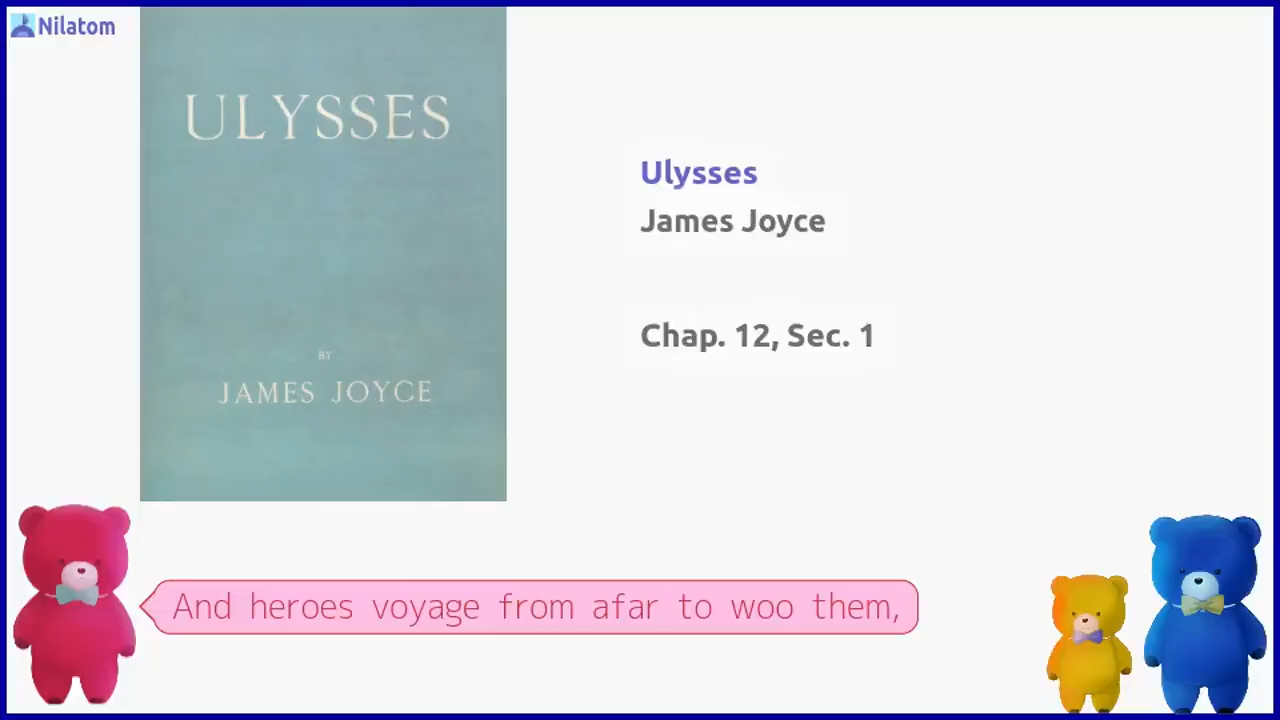 Nilatom
ULYSSES
BY
JAMES JOYCE
Ulysses
James Joyce
Chap. 12, Sec. 1
And heroes voyage from afar to woo them,